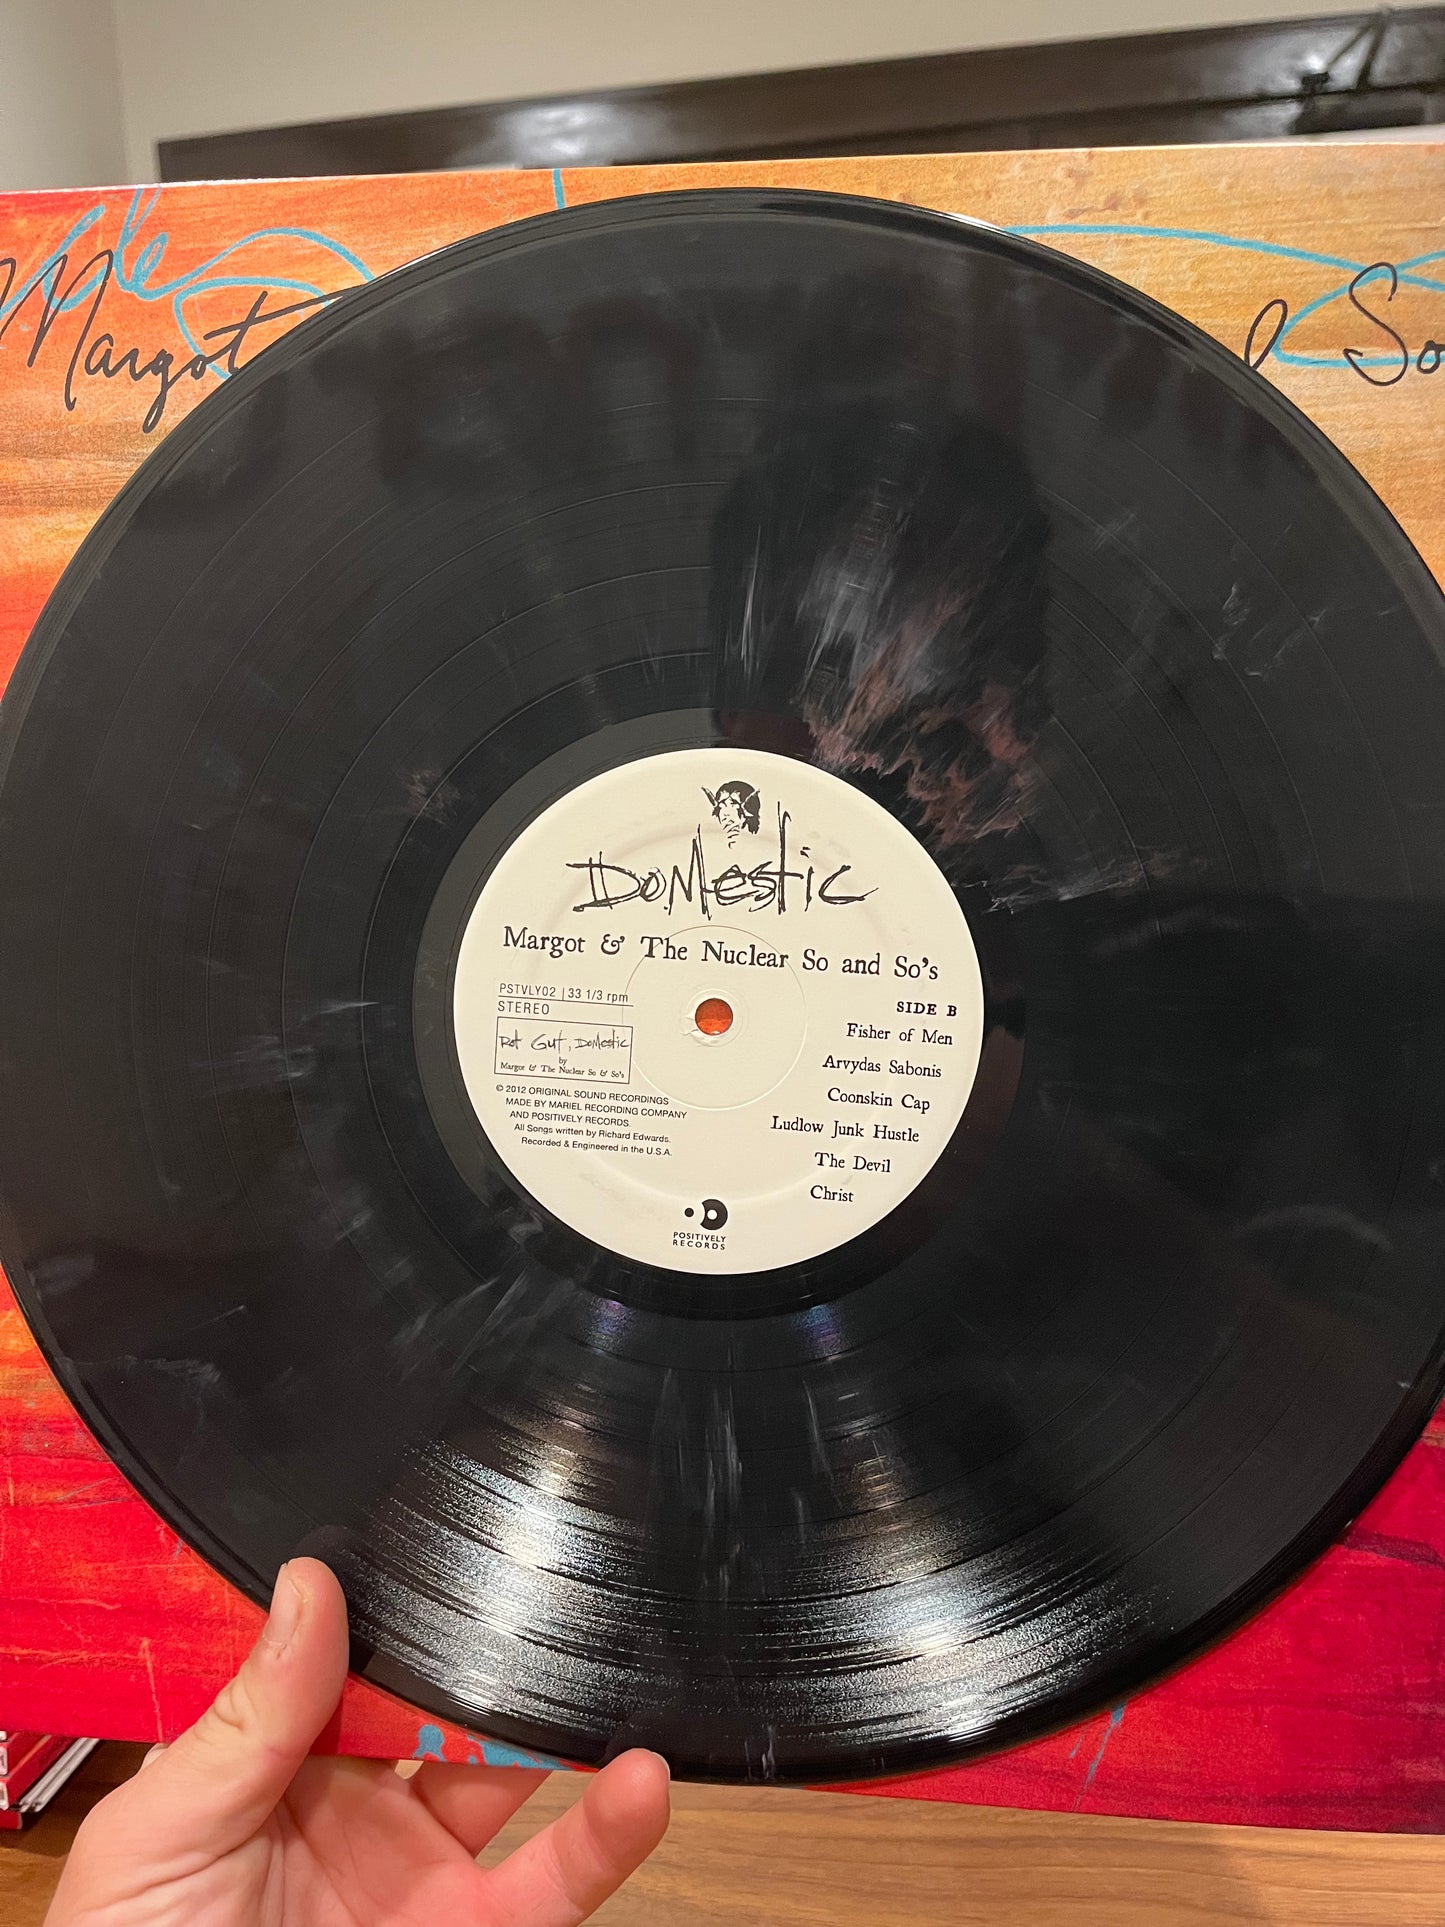 Margot
So
Domestic
Margot & The Nuclear So and So's
PSTVLY02 | 33 1/3 rpm
STEREO
Rot Gut, Domestic
by
Margot & The Nuclear So & So's
© 2012 ORIGINAL SOUND RECORDINGS
MADE BY MARIEL RECORDING COMPANY
AND POSITIVELY RECORDS.
All Songs written by Richard Edwards.
Recorded & Engineered in the U.S.A.
SIDE B
Fisher of Men
Arvydas Sabonis
Coonskin Cap
Ludlow Junk Hustle
The Devil
Christ
POSITIVELY
RECORDS